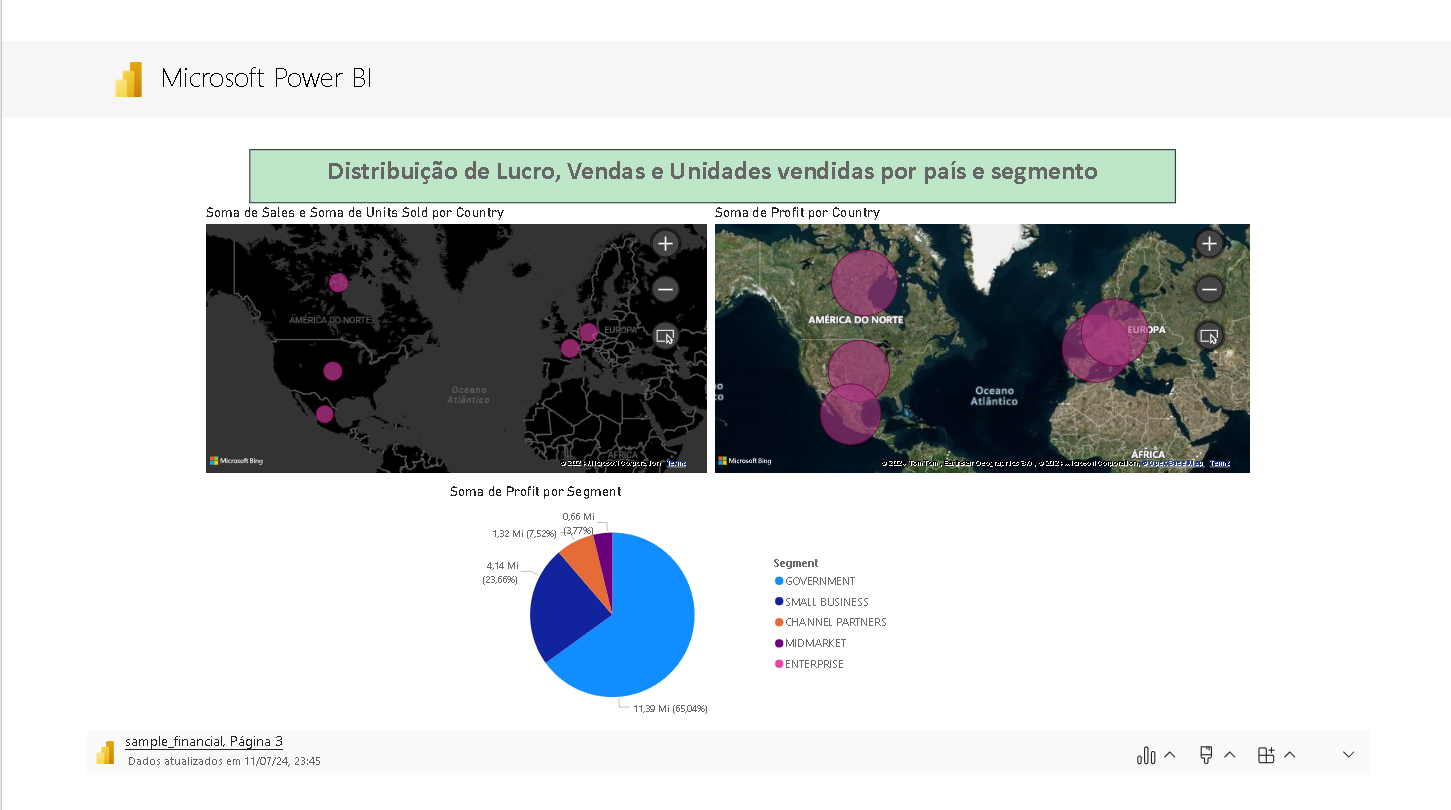 Microsoft Power BI
Distribuição de Lucro, Vendas e Unidades vendidas por país e segmento
Soma de Sales e Soma de Units Sold por Country
AMÉRICA DO NORTE
EUROPA
Oceano
Atlântico
ÁFRICA
Microsoft Bing
© 2024 Microsoft Corporation
Terms
Soma de Profit por Country
AMÉRICA DO NORTE
EUROPA
Oceano
Atlântico
ÁFRICA
Microsoft Bing
© 2024 TomTom, Earthstar Geographics SIO, © 2024 Microsoft Corporation, © OpenStreetMap Terms
Soma de Profit por Segment
0,66 Mi
(3,77%)
1,32 Mi (7,52%)
4,14 Mi
(23,66%)
11,39 Mi (65,04%)
Segment
GOVERNMENT
SMALL BUSINESS
CHANNEL PARTNERS
MIDMARKET
ENTERPRISE
sample_financial, Página 3
Dados atualizados em 11/07/24, 23:45